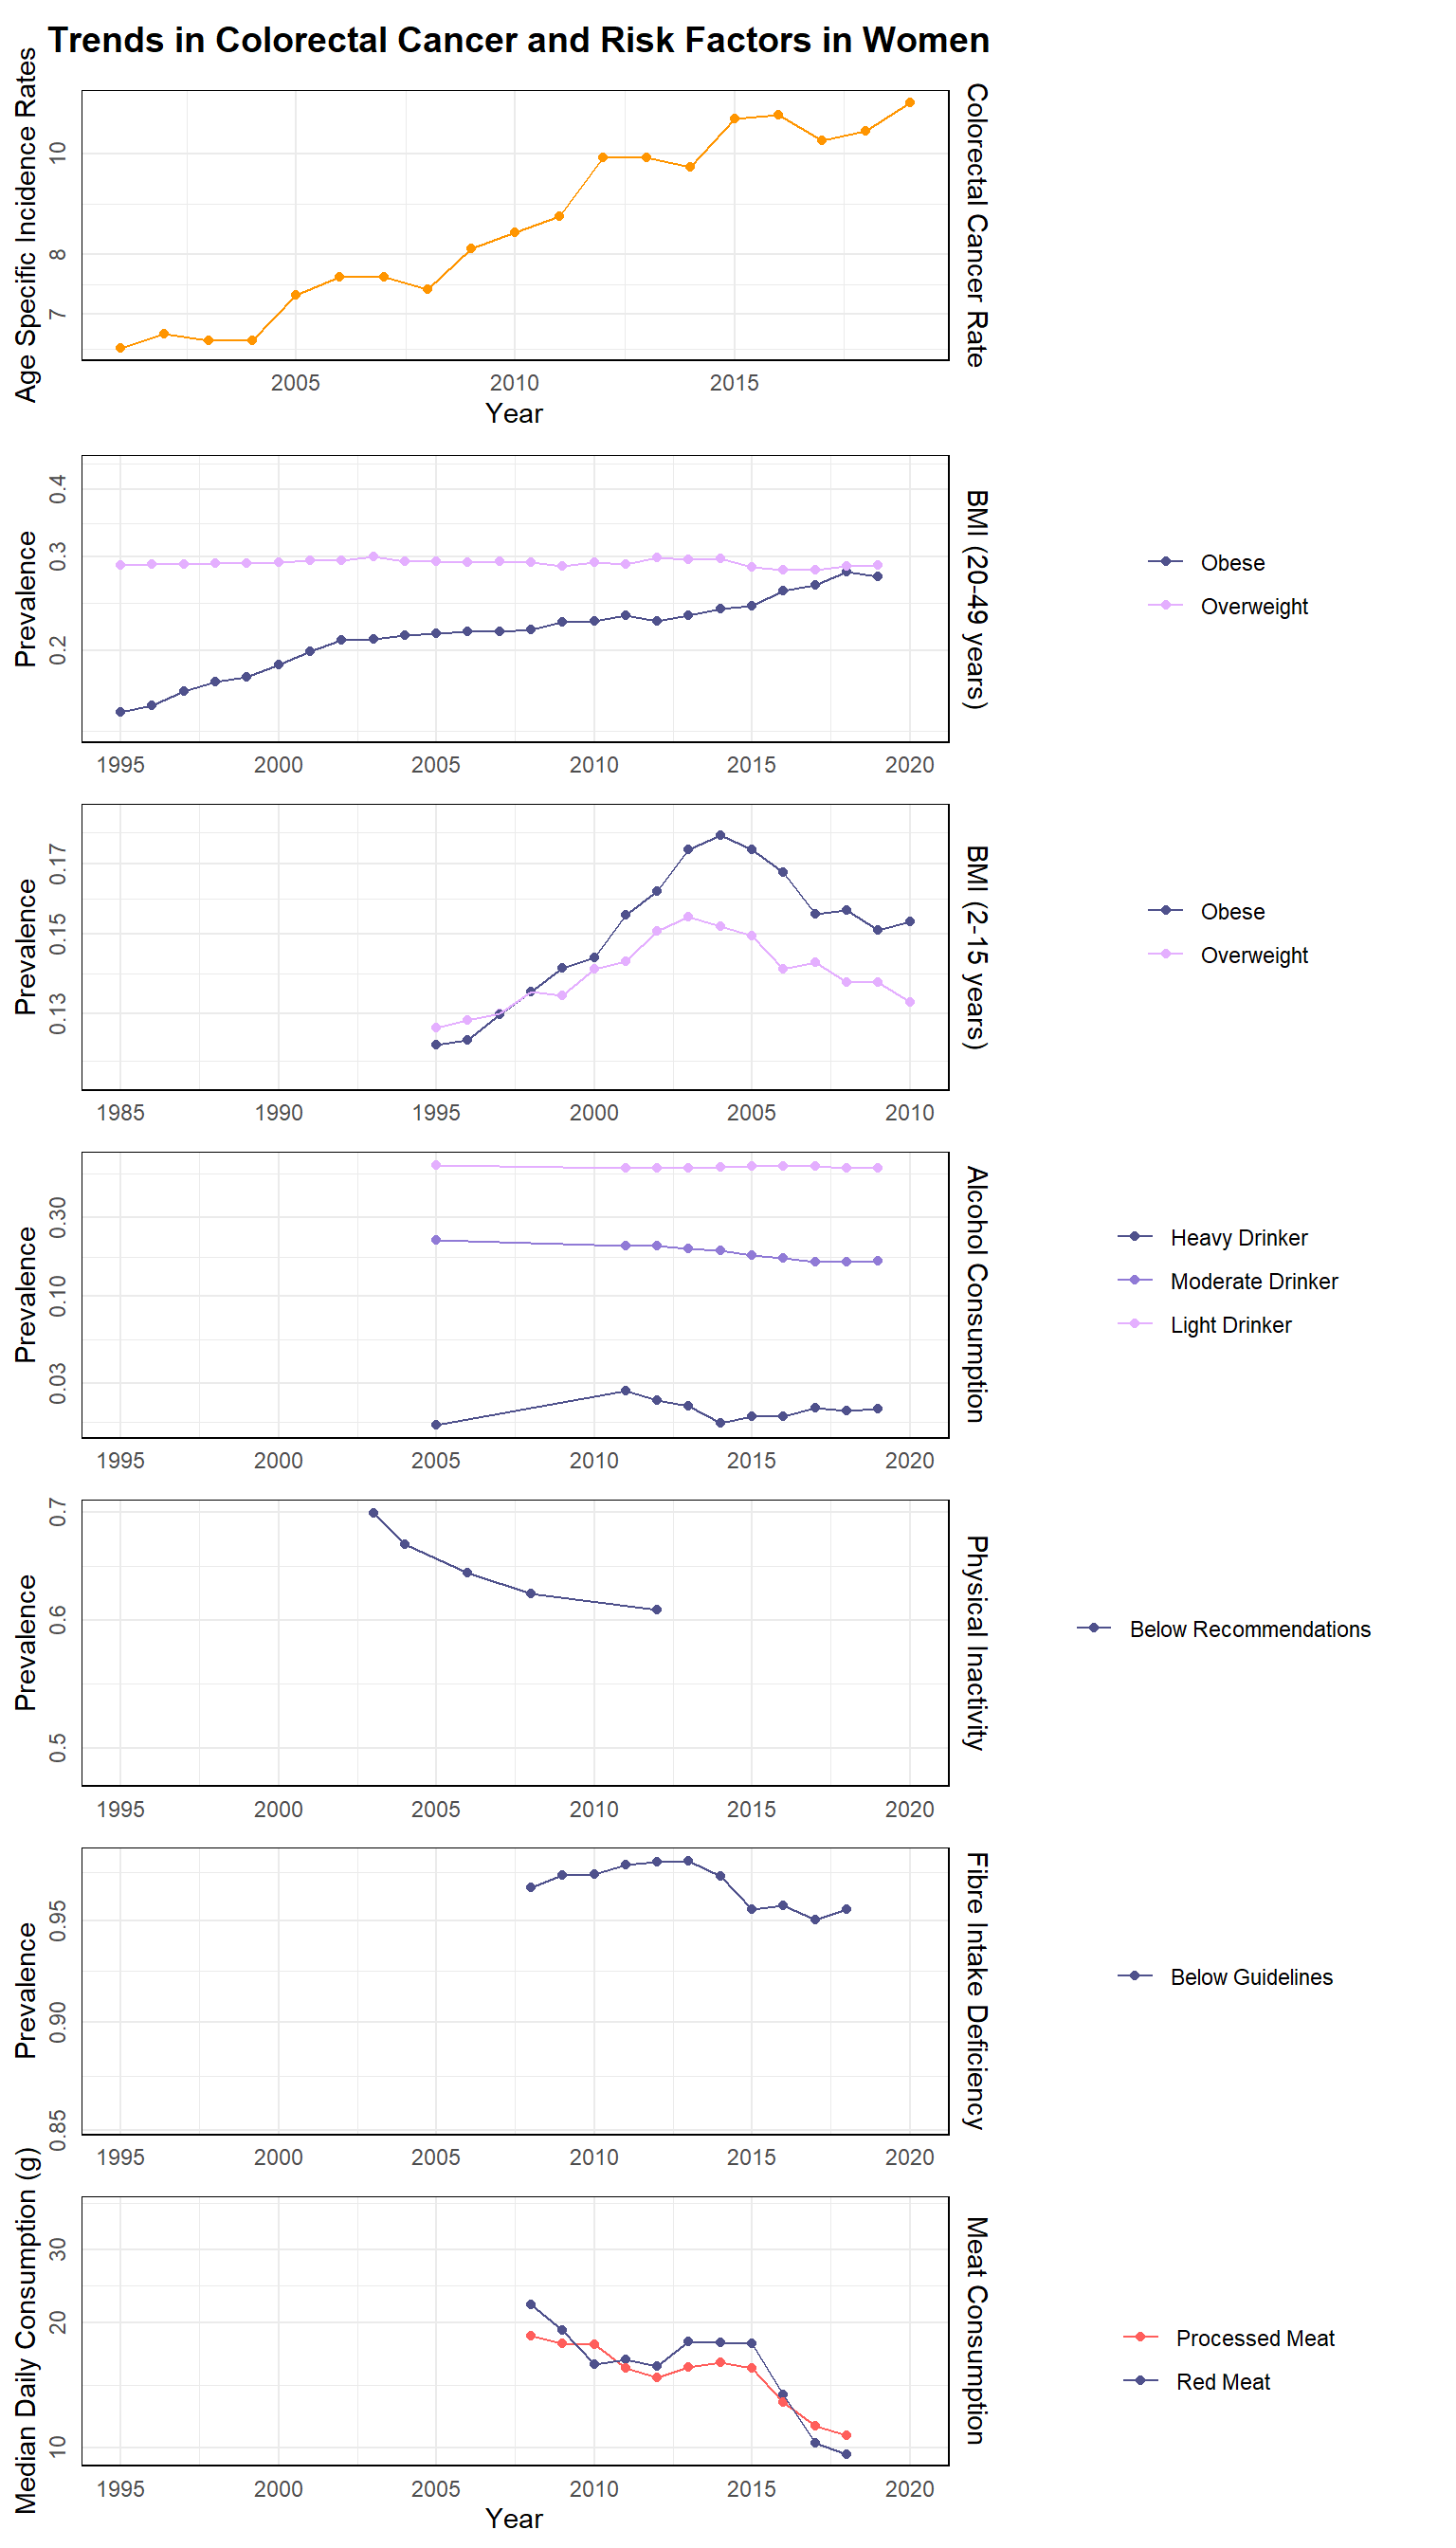 Trends in Colorectal Cancer and Risk Factors in Women
Age Specific Incidence Rates
10
8
7
2005
2010
2015
Year
Colorectal Cancer Rate
Prevalence
0.4
0.3
0.2
1995
2000
2005
2010
2015
2020
BMI (20-49 years)
Obese
Overweight
Prevalence
0.17
0.15
0.13
1985
1990
1995
2000
2005
2010
BMI (2-15 years)
Obese
Overweight
Prevalence
0.30
0.10
0.03
1995
2000
2005
2010
2015
2020
Alcohol Consumption
Heavy Drinker
Moderate Drinker
Light Drinker
Prevalence
0.7
0.6
0.5
1995
2000
2005
2010
2015
2020
Physical Inactivity
Below Recommendations
Prevalence
0.95
0.90
0.85
1995
2000
2005
2010
2015
2020
Fibre Intake Deficiency
Below Guidelines
Median Daily Consumption (g)
30
20
10
1995
2000
2005
2010
2015
2020
Year
Meat Consumption
Processed Meat
Red Meat